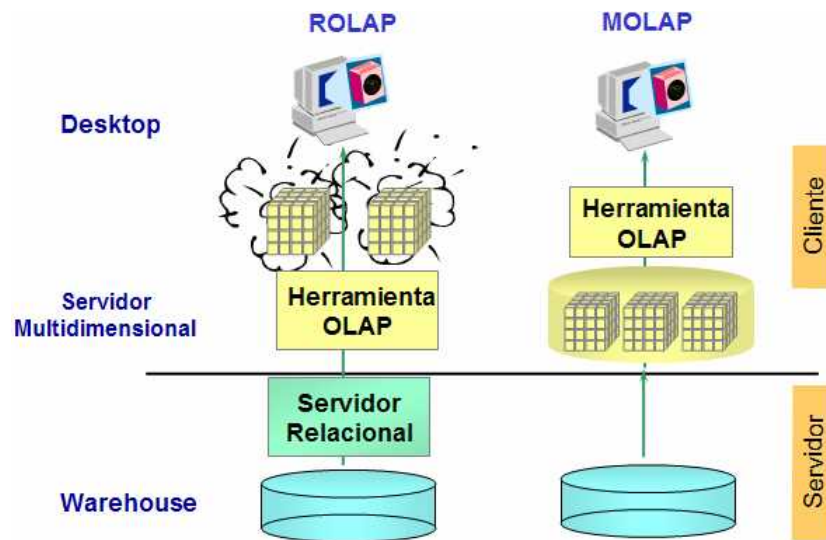 ROLAP
MOLAP
Desktop
Herramienta
OLAP
Cliente
Servidor
Multidimensional
Herramienta
OLAP
Servidor
Relacional
Servidor
Warehouse